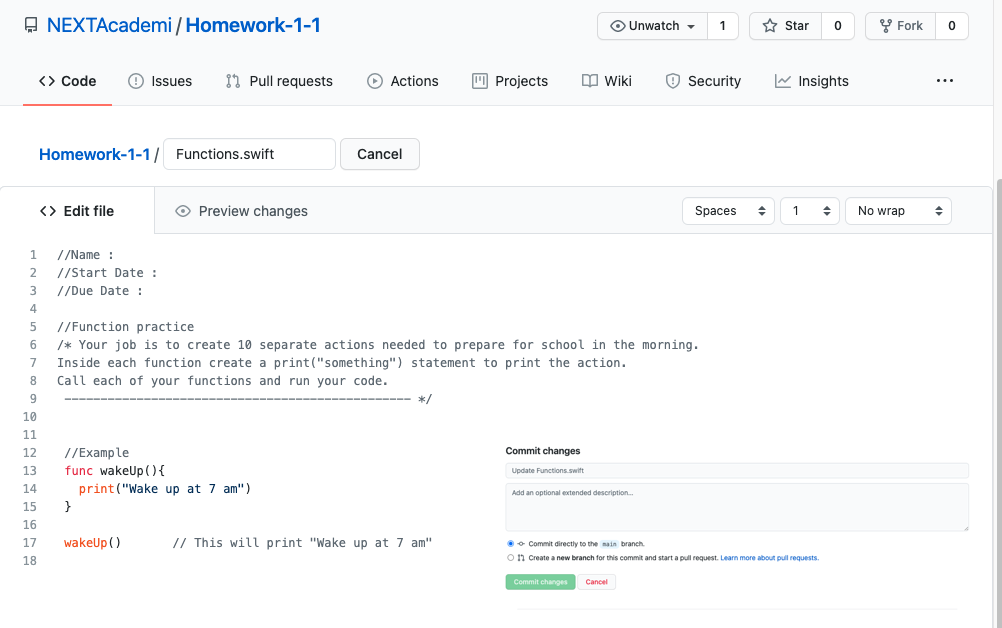 NEXTAcademi / Homework-1-1
Unwatch 1 Star 0 Fork 0
Code Issues Pull requests Actions Projects Wiki Security Insights ...
Homework-1-1 / Functions.swift Cancel
<> Edit file Preview changes Spaces 1 No wrap
1 //Name :
2 //Start Date :
3 //Due Date :
4
5 //Function practice
6 /* Your job is to create 10 separate actions needed to prepare for school in the morning.
7 Inside each function create a print("something") statement to print the action.
8 Call each of your functions and run your code.
9 ------------------------------------------------ */
10
11
12 //Example
13 func wakeUp(){
14 print("Wake up at 7 am")
15 }
16
17 wakeUp() // This will print "Wake up at 7 am"
18
Commit changes
Update Functions.swift
Add an optional extended description...
Commit directly to the main branch.
Create a new branch for this commit and start a pull request. Learn more about pull requests.
Commit changes Cancel